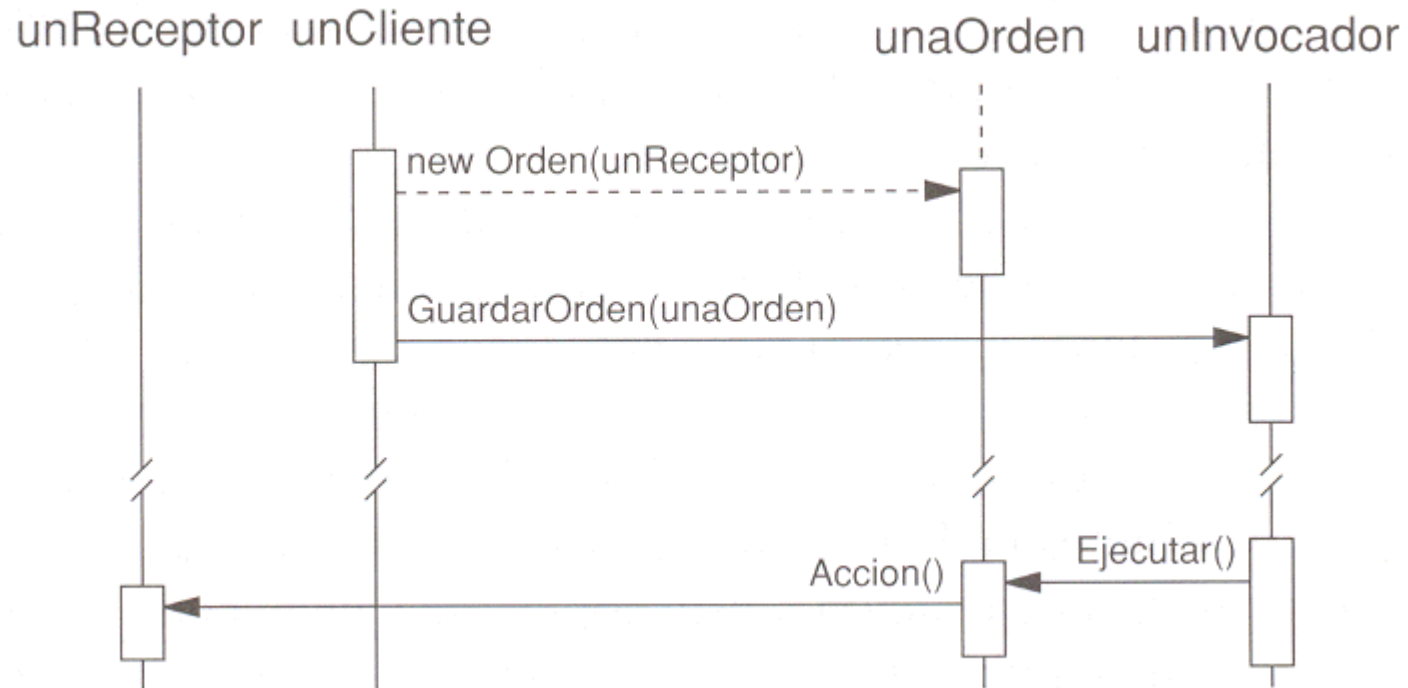 unReceptor unCliente unaOrden unInvocador
new Orden(unReceptor)
GuardarOrden(unaOrden)
Ejecutar()
Accion()